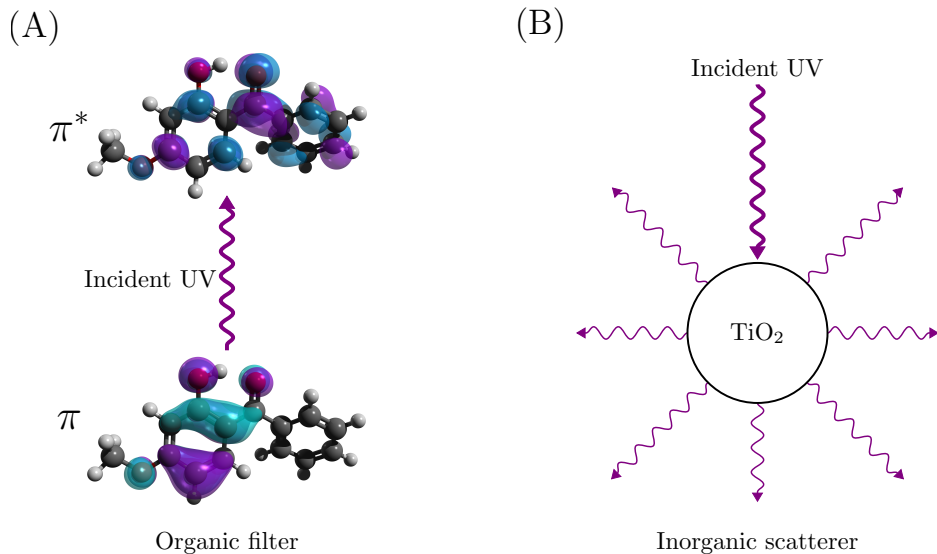 (A)
π*
Incident UV
π
Organic filter
(B)
Incident UV
TiO₂
Inorganic scatterer